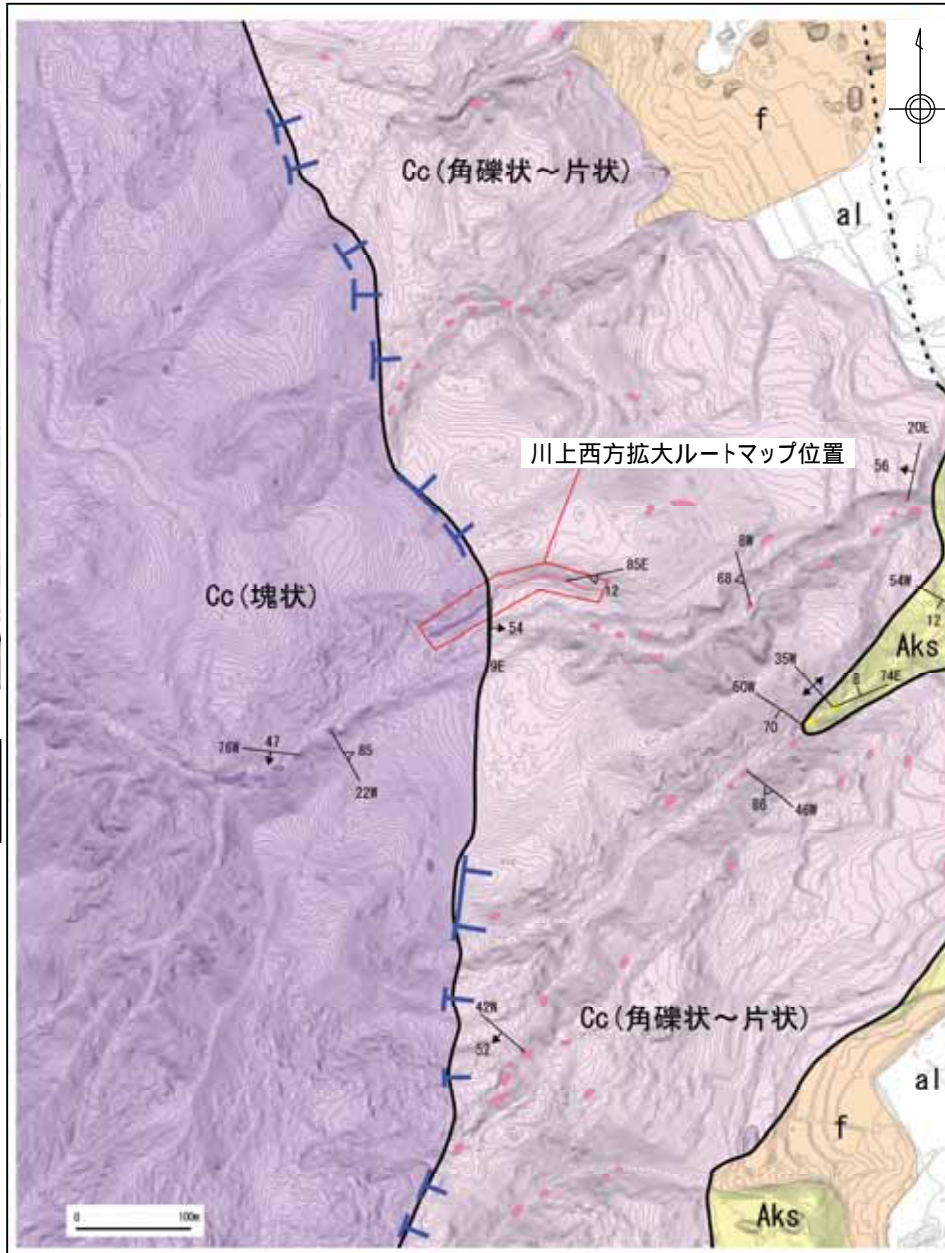 f
Cc(角礫状～片状)
al
20E
川上西方拡大ルートマップ位置
56
8W
85E
68
12
54W
Cc(塊状)
12
54
Aks
35W
9E
8
74E
60W
70
47
76W
85
22W
86
46W
42W
Cc(角礫状～片状)
52
al
f
0
100m
Aks